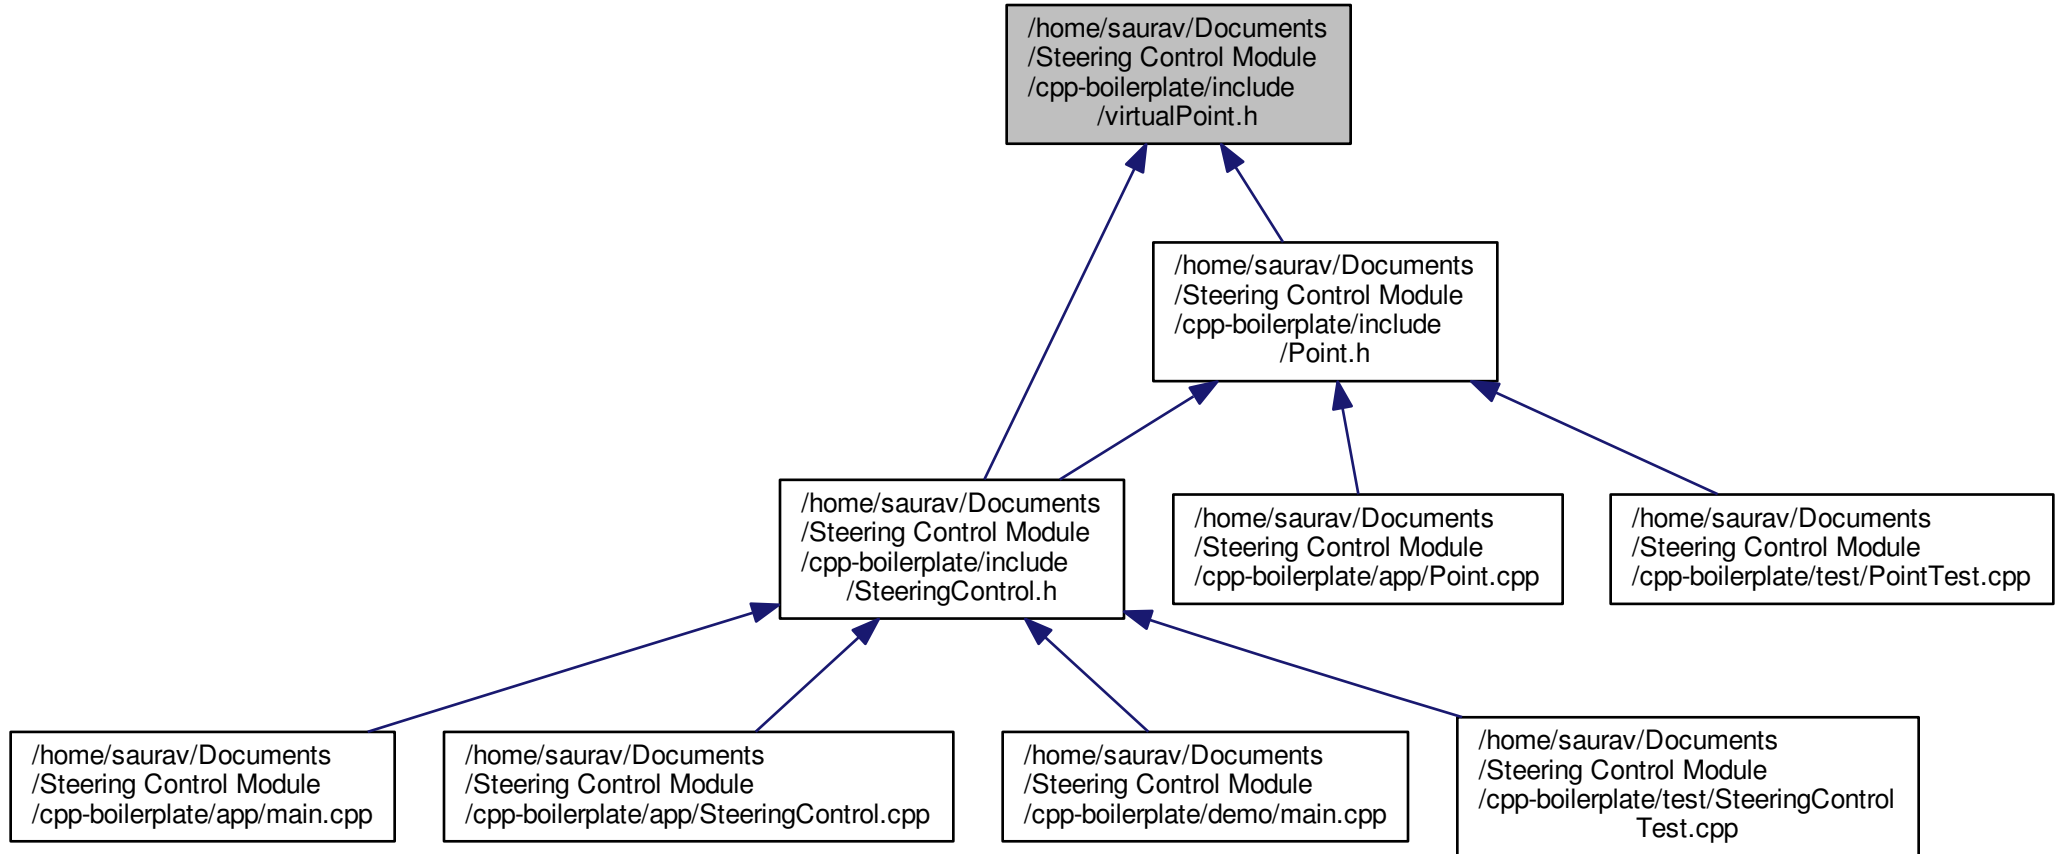 /home/saurav/Documents
/Steering Control Module
/cpp-boilerplate/include
/virtualPoint.h
/home/saurav/Documents
/Steering Control Module
/cpp-boilerplate/include
/Point.h
/home/saurav/Documents
/Steering Control Module
/cpp-boilerplate/include
/SteeringControl.h
/home/saurav/Documents
/Steering Control Module
/cpp-boilerplate/app/Point.cpp
/home/saurav/Documents
/Steering Control Module
/cpp-boilerplate/test/PointTest.cpp
/home/saurav/Documents
/Steering Control Module
/cpp-boilerplate/app/main.cpp
/home/saurav/Documents
/Steering Control Module
/cpp-boilerplate/app/SteeringControl.cpp
/home/saurav/Documents
/Steering Control Module
/cpp-boilerplate/demo/main.cpp
/home/saurav/Documents
/Steering Control Module
/cpp-boilerplate/test/SteeringControl
Test.cpp